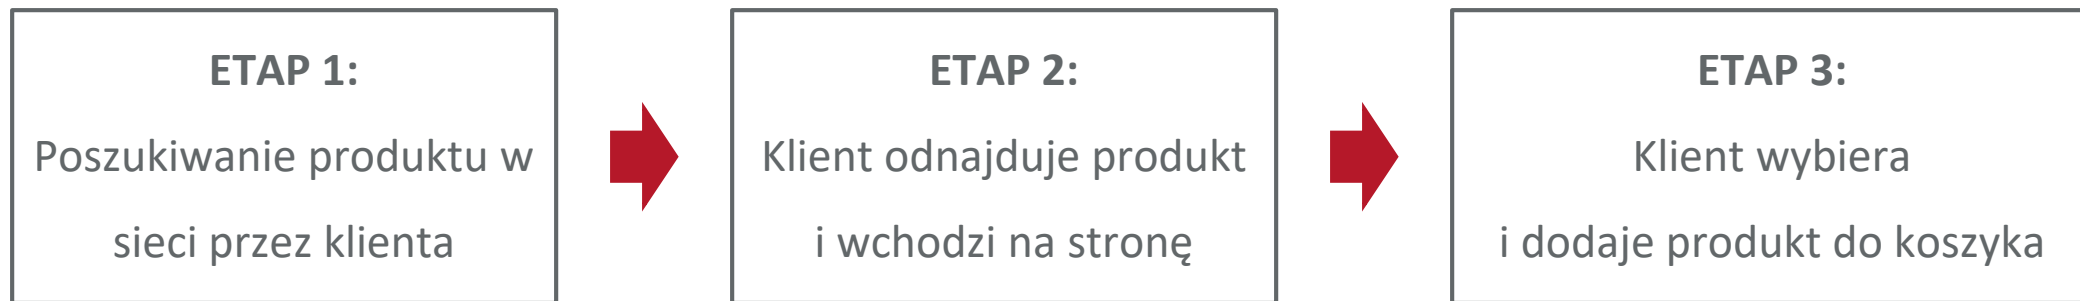 ETAP 1:
Poszukiwanie produktu w
sieci przez klienta
ETAP 2:
Klient odnajduje produkt
i wchodzi na stronę
ETAP 3:
Klient wybiera
i dodaje produkt do koszyka